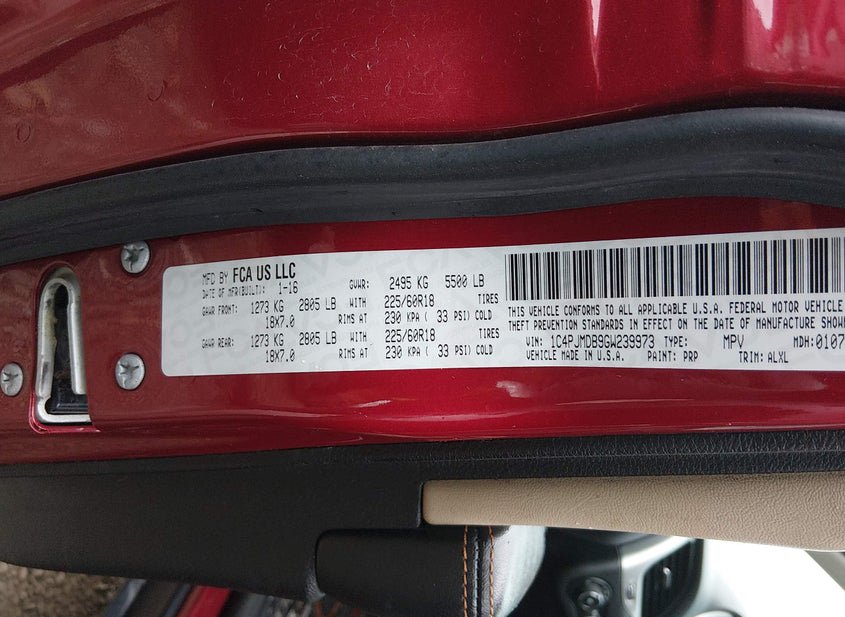 MFG BY FCA US LLC
DATE OF MFR(BUILT): 1-16 GVWR: 2495 KG 5500 LB
GAWR FRONT: 1273 KG 2805 LB WITH 225/60R18 TIRES
18X7.0 RIMS AT 230 KPA ( 33 PSI) COLD
GAWR REAR: 1273 KG 2805 LB WITH 225/60R18 TIRES
18X7.0 RIMS AT 230 KPA ( 33 PSI) COLD
THIS VEHICLE CONFORMS TO ALL APPLICABLE U.S.A. FEDERAL MOTOR VEHICLE
THEFT PREVENTION STANDARDS IN EFFECT ON THE DATE OF MANUFACTURE SHOW
VIN: 1C4PJMDB9GW239973 TYPE: MPV MDH: 0107
VEHICLE MADE IN U.S.A. PAINT: PRP TRIM: ALXL